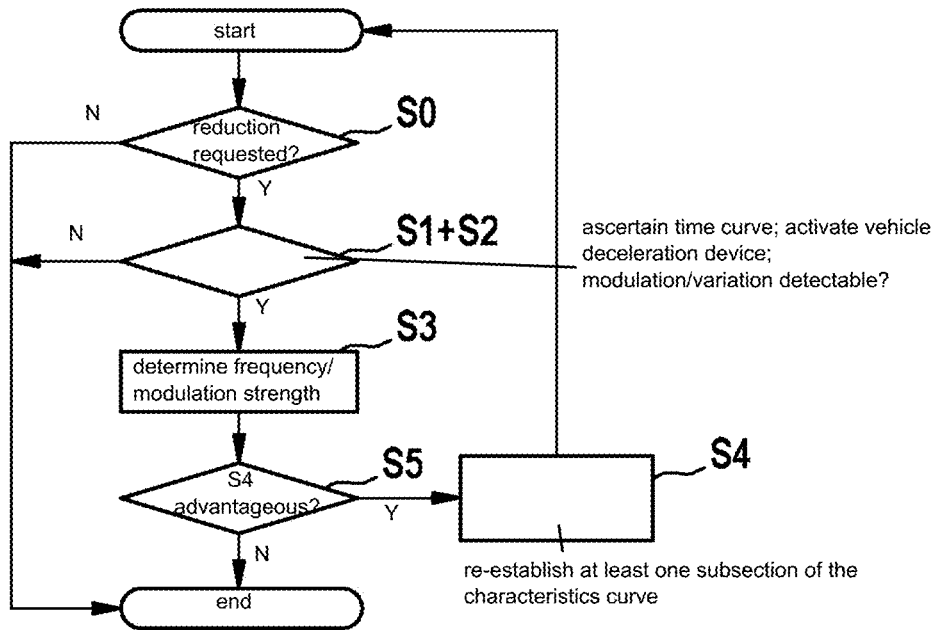 start
N
S0
reduction
requested?
Y
N
S1+S2
ascertain time curve; activate vehicle
deceleration device;
modulation/variation detectable?
Y
S3
determine frequency/
modulation strength
S5
S4
S4
advantageous?
Y
N
re-establish at least one subsection of the
characteristics curve
end